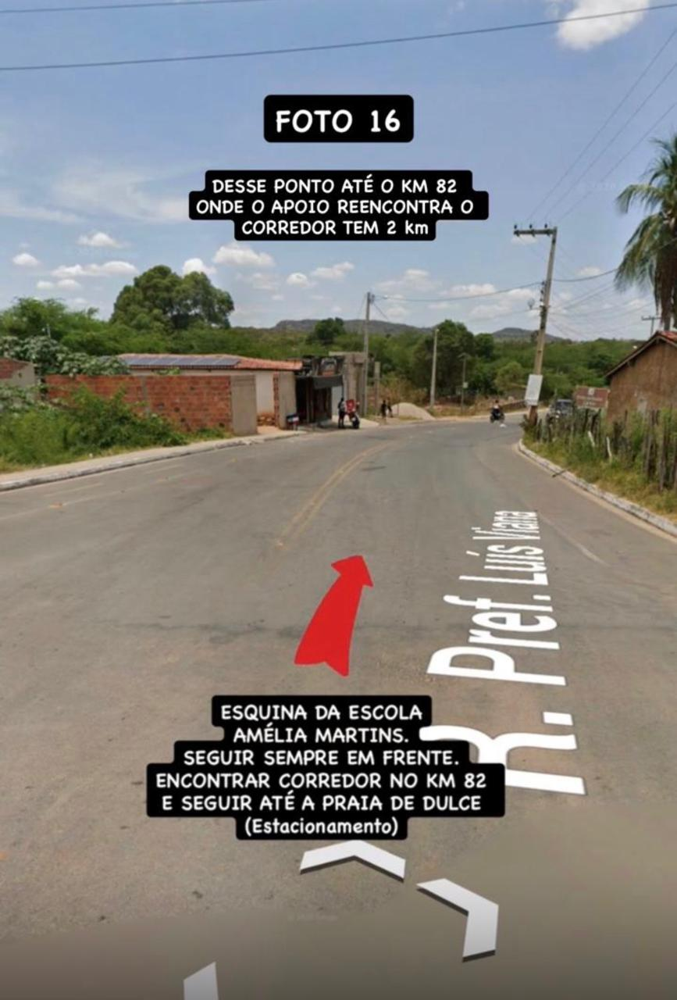 FOTO 16
DESSE PONTO ATÉ O KM 82
ONDE O APOIO REENCONTRA O
CORREDOR TEM 2 km
R. Pref. Luís Viana
ESQUINA DA ESCOLA
AMÉLIA MARTINS.
SEGUIR SEMPRE EM FRENTE.
ENCONTRAR CORREDOR NO KM 82
E SEGUIR ATÉ A PRAIA DE DULCE
(Estacionamento)